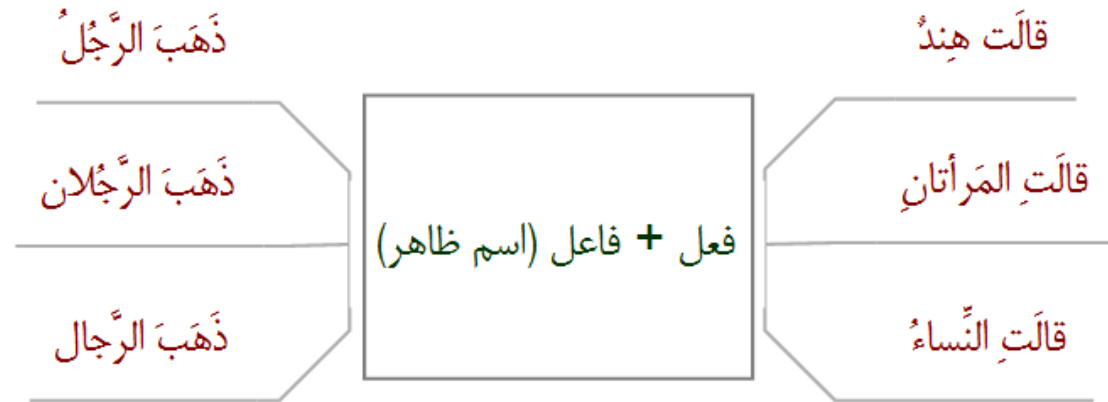 قالَت هِندٌ
ذَهَبَ الرَّجُلُ
قالَتِ المَرأتانِ
ذَهَبَ الرَّجُلان
فعل + فاعل (اسم ظاهر)
قالَتِ النِّساءُ
ذَهَبَ الرَّجال